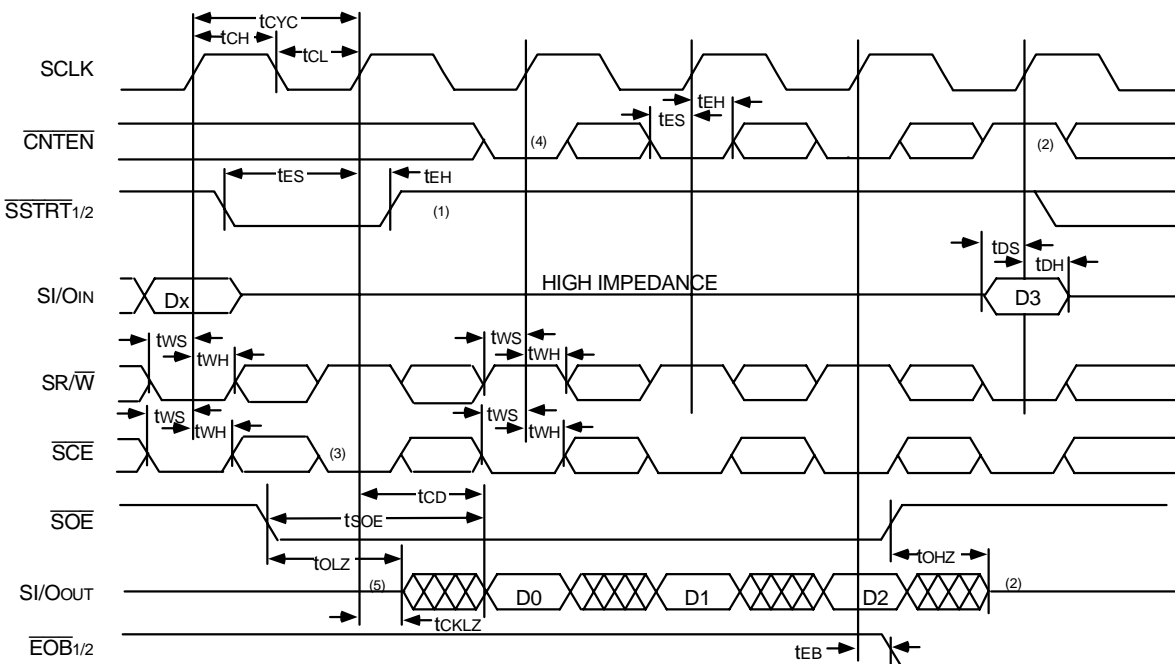 tCYC
tCH
tCL
SCLK
tEH
tES
CNTEN
(4)
(2)
tES
tEH
SSTRT1/2
(1)
tDS
tDH
SI/OIN
Dx
HIGH IMPEDANCE
D3
tWS
tWH
tWS
tWH
SR/W
tWS
tWH
tWS
tWH
SCE
(3)
tCD
SOE
tSOE
tOLZ
tOHZ
SI/OOUT
(5)
D0
D1
D2
(2)
tCKLZ
EOB1/2
tEB